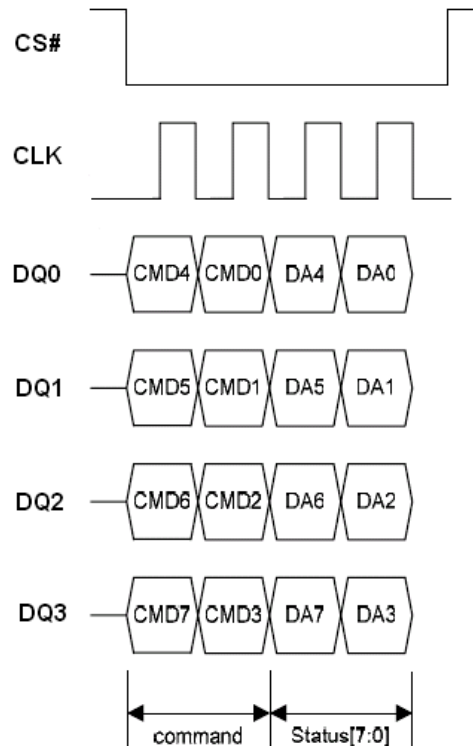 CS#
CLK
DQ0 CMD4 CMD0 DA4 DA0
DQ1 CMD5 CMD1 DA5 DA1
DQ2 CMD6 CMD2 DA6 DA2
DQ3 CMD7 CMD3 DA7 DA3
command Status[7:0]